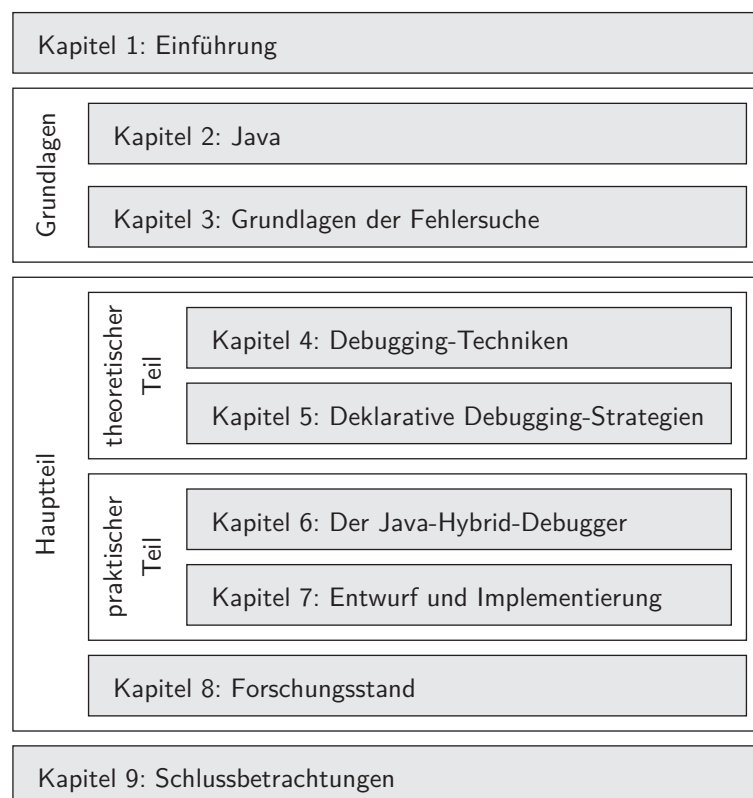 Kapitel 1: Einführung
Grundlagen
Kapitel 2: Java
Kapitel 3: Grundlagen der Fehlersuche
Hauptteil
theoretischer
Teil
Kapitel 4: Debugging-Techniken
Kapitel 5: Deklarative Debugging-Strategien
praktischer
Teil
Kapitel 6: Der Java-Hybrid-Debugger
Kapitel 7: Entwurf und Implementierung
Kapitel 8: Forschungsstand
Kapitel 9: Schlussbetrachtungen